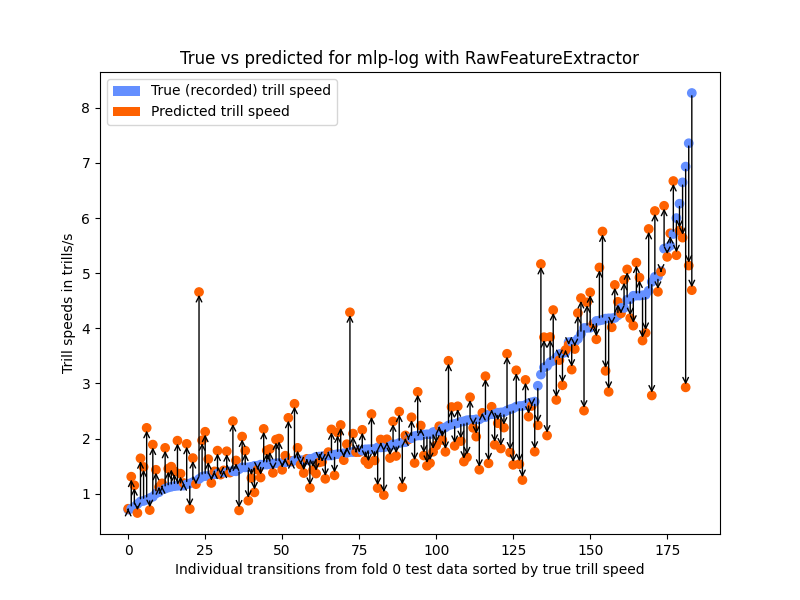 True vs predicted for mlp-log with RawFeatureExtractor
True (recorded) trill speed
Predicted trill speed
8
7
6
5
4
3
2
1
Trill speeds in trills/s
0 25 50 75 100 125 150 175
Individual transitions from fold 0 test data sorted by true trill speed